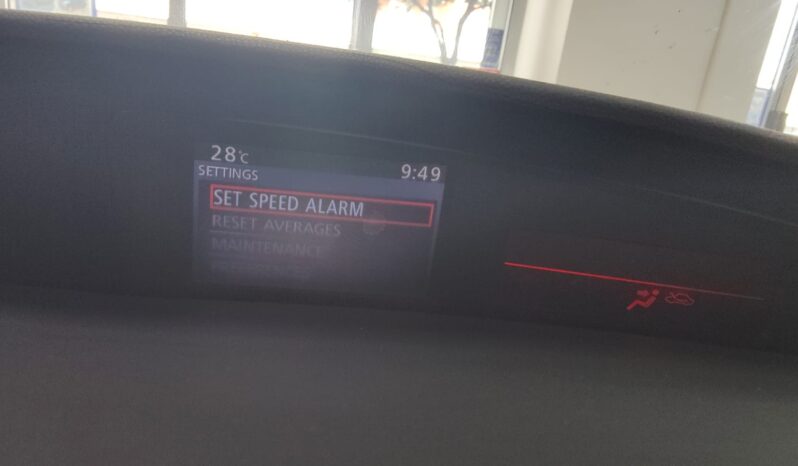 28°C 9:49
SETTINGS
SET SPEED ALARM
RESET AVERAGES
MAINTENANCE